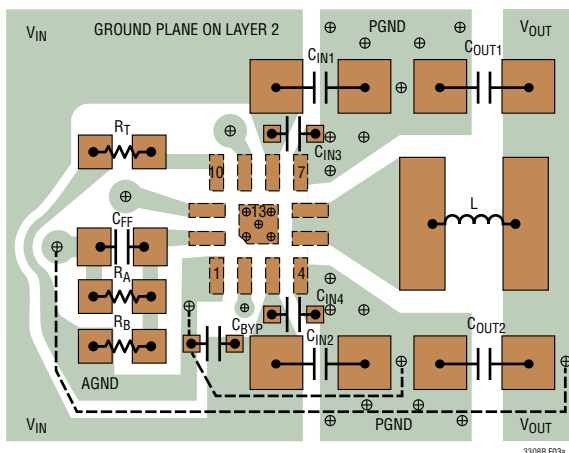 VIN GROUND PLANE ON LAYER 2 PGND VOUT
CIN1 COUT1
RT
CIN3
10 7
13
CFF
L
RA
1 4
CIN4
RB
CBYP
CIN2
COUT2
AGND
VIN PGND VOUT
3308B F03a